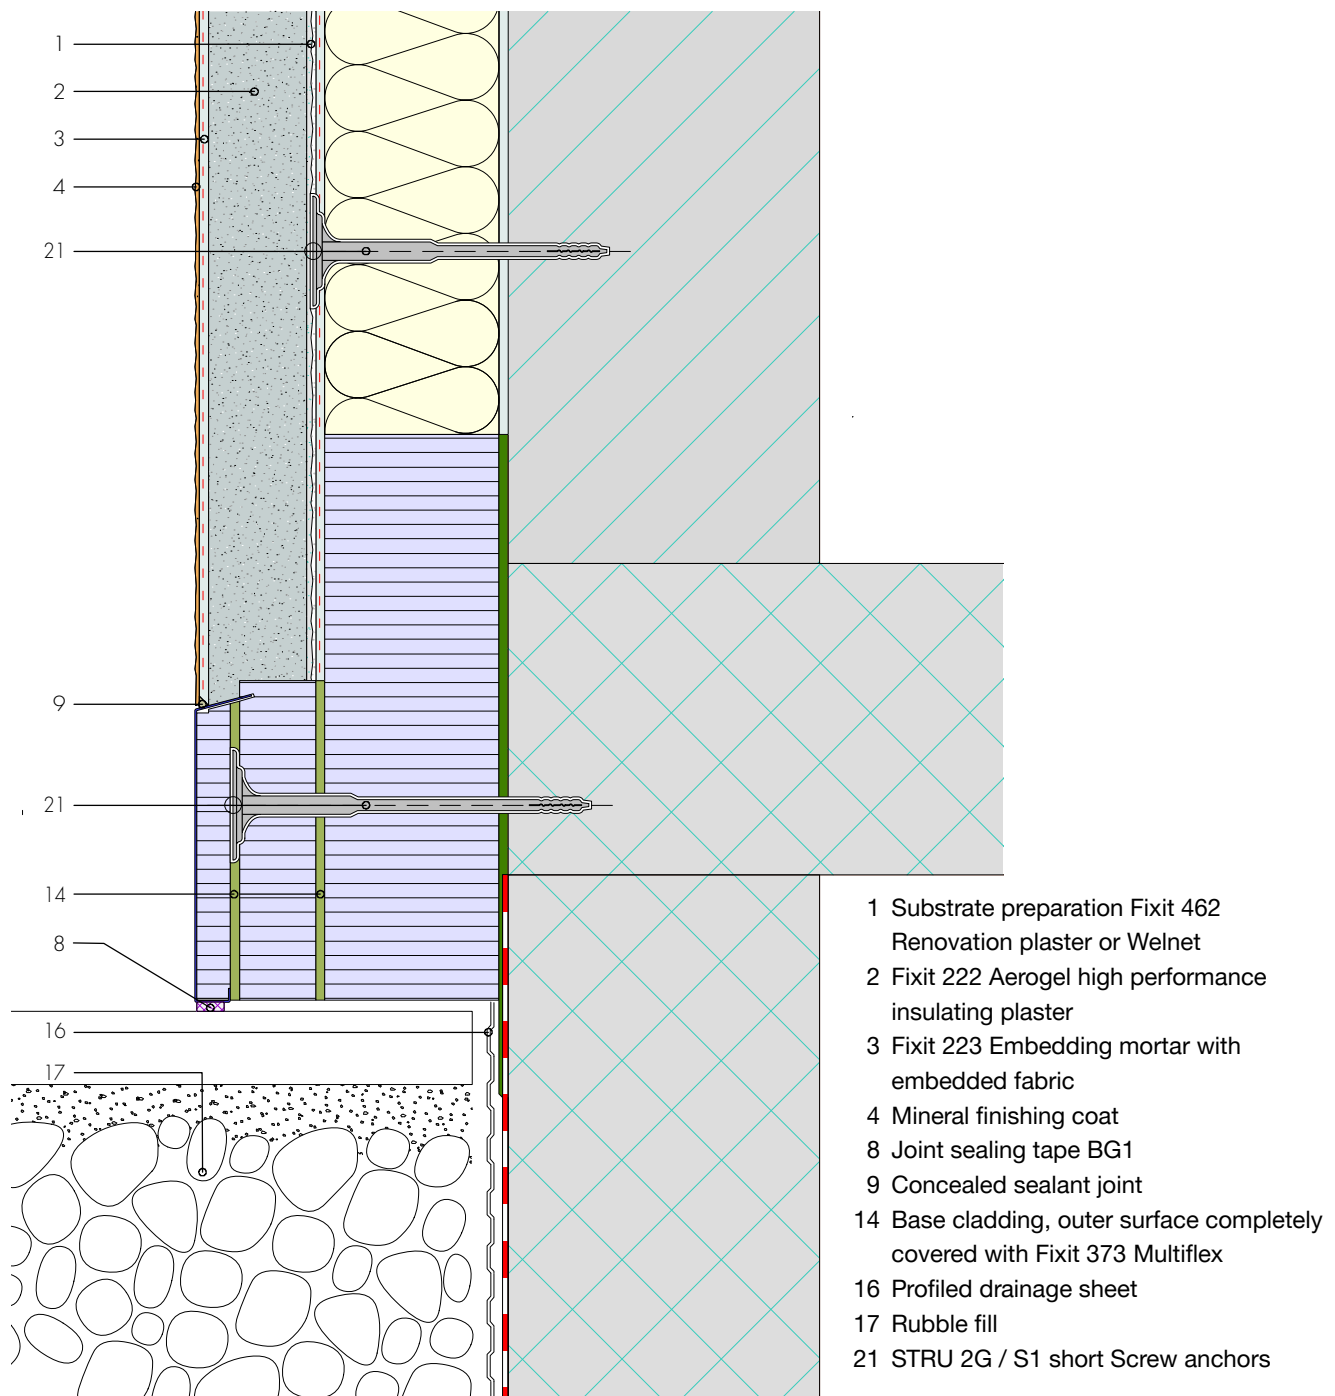 1
2
3
4
21
9
21
14
8
16
17
1 Substrate preparation Fixit 462
Renovation plaster or Welnet
2 Fixit 222 Aerogel high performance
insulating plaster
3 Fixit 223 Embedding mortar with
embedded fabric
4 Mineral finishing coat
8 Joint sealing tape BG1
9 Concealed sealant joint
14 Base cladding, outer surface completely
covered with Fixit 373 Multiflex
16 Profiled drainage sheet
17 Rubble fill
21 STRU 2G / S1 short Screw anchors